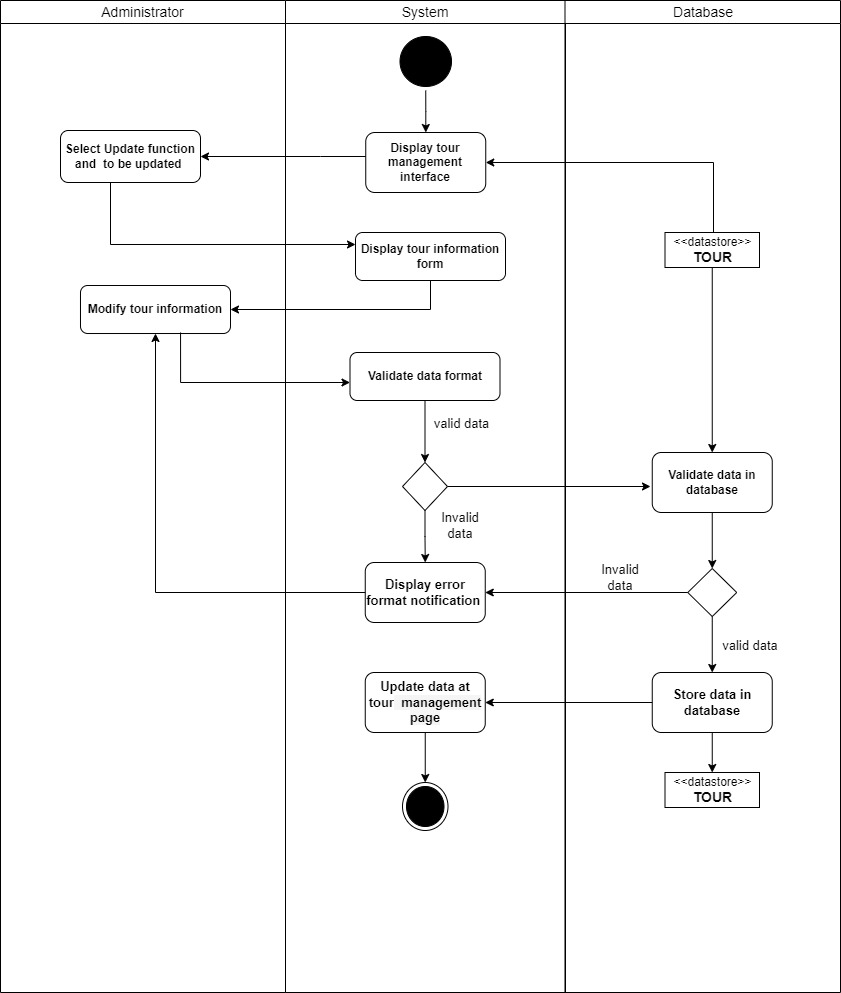 Administrator
System
Database
Display tour
management
interface
Select Update function
and  to be updated
<<datastore>>
TOUR
Display tour information
form
Modify tour information
Validate data format
valid data
Validate data in
database
Invalid
data
Display error
format notification
Invalid
data
valid data
Update data at
tour  management
page
Store data in
database
<<datastore>>
TOUR